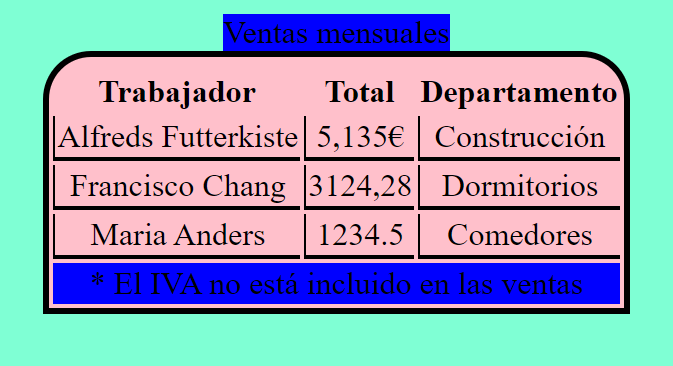 Ventas mensuales
Trabajador Total Departamento
Alfreds Futterkiste 5,135€ Construcción
Francisco Chang 3124,28 Dormitorios
Maria Anders 1234.5 Comedores
* El IVA no está incluido en las ventas